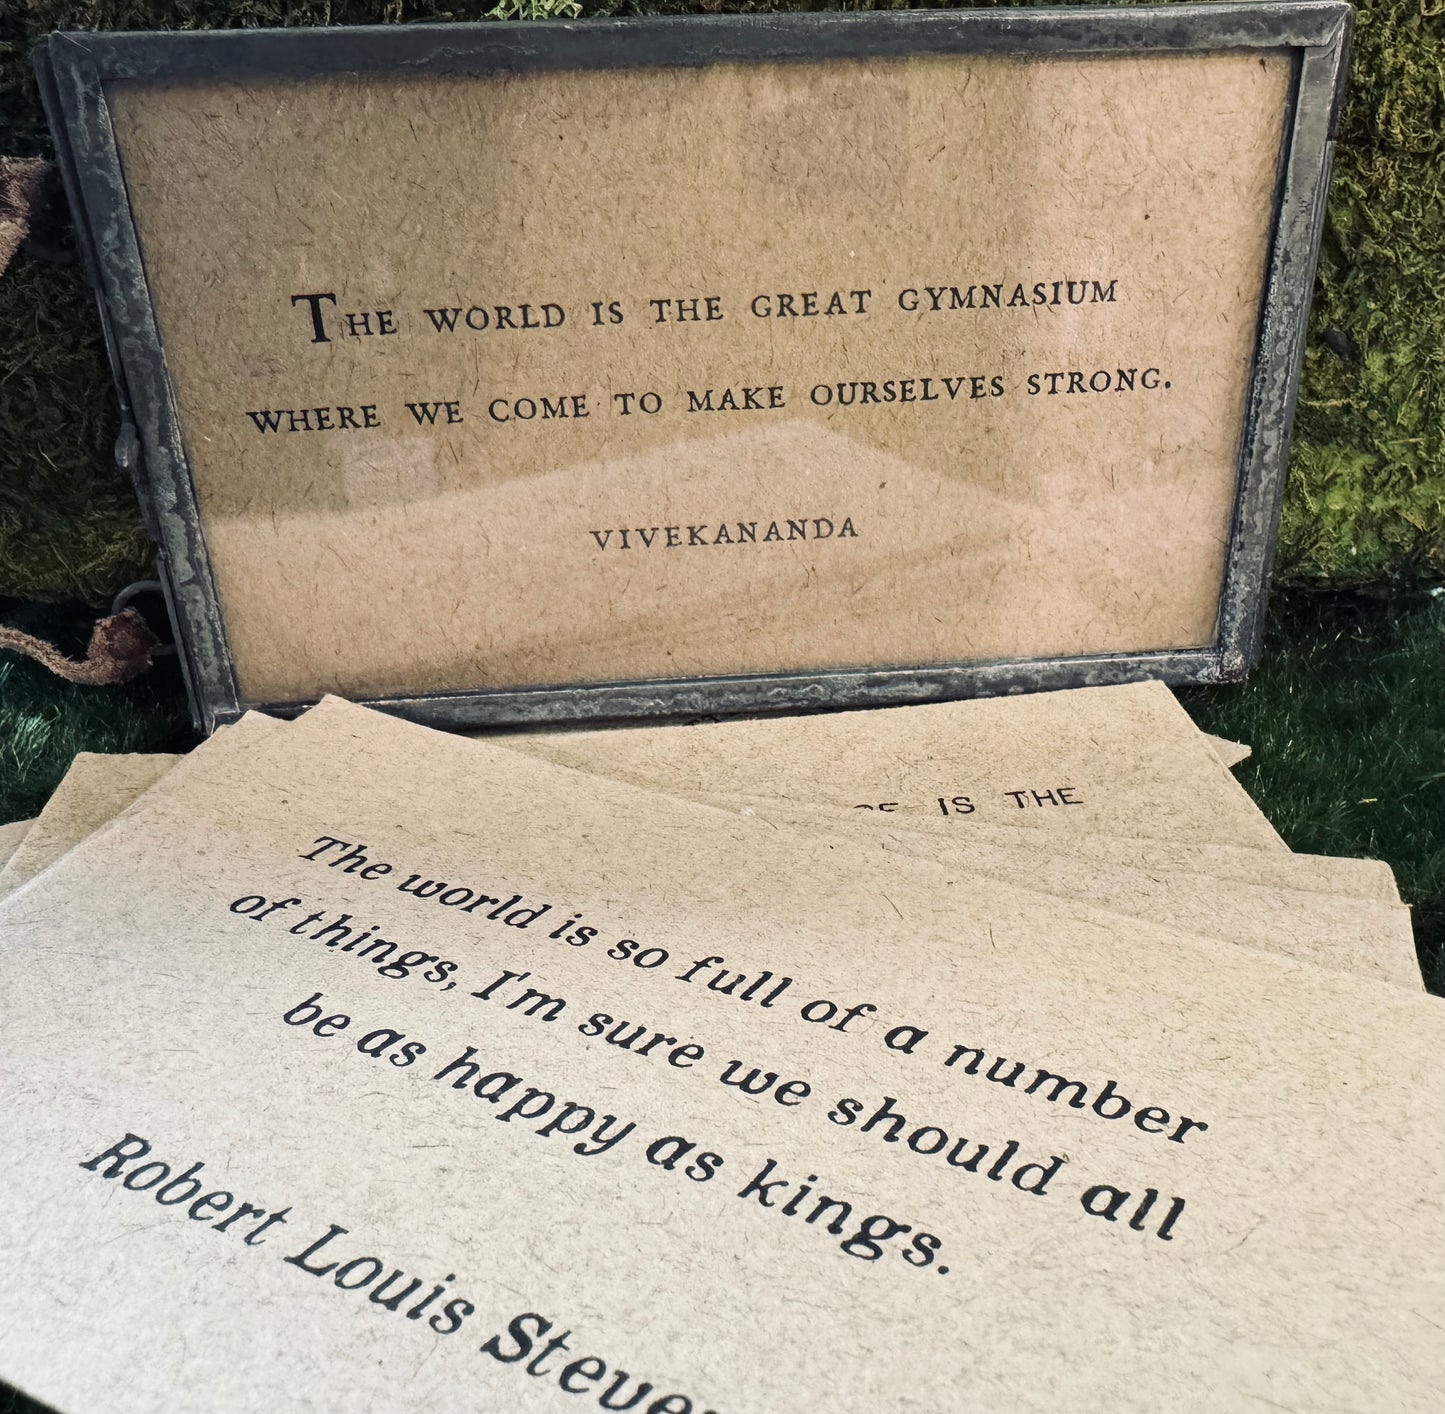 THE WORLD IS THE GREAT GYMNASIUM
WHERE WE COME TO MAKE OURSELVES STRONG.
VIVEKANANDA
IS THE
The world is so full of a number
of things, I'm sure we should all
be as happy as kings.
Robert Louis